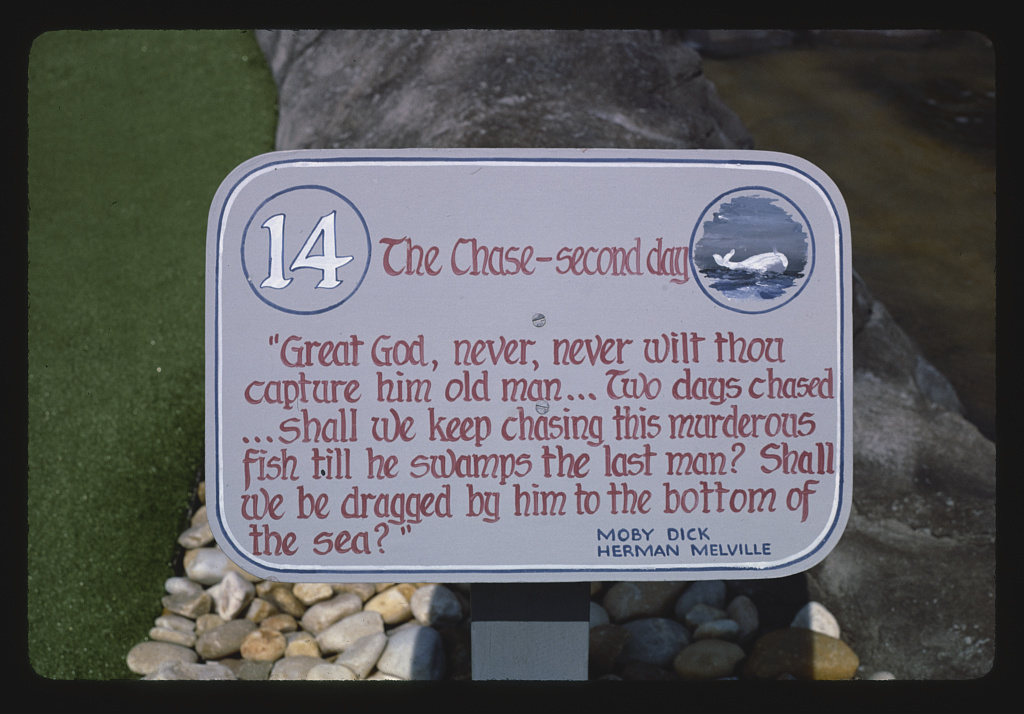 14
The Chase-second day
"Great God, never, never wilt thou
capture him old man... Two days chased
...shall we keep chasing this murderous
fish till he swamps the last man? Shall
we be dragged by him to the bottom of
the sea?"
MOBY DICK
HERMAN MELVILLE